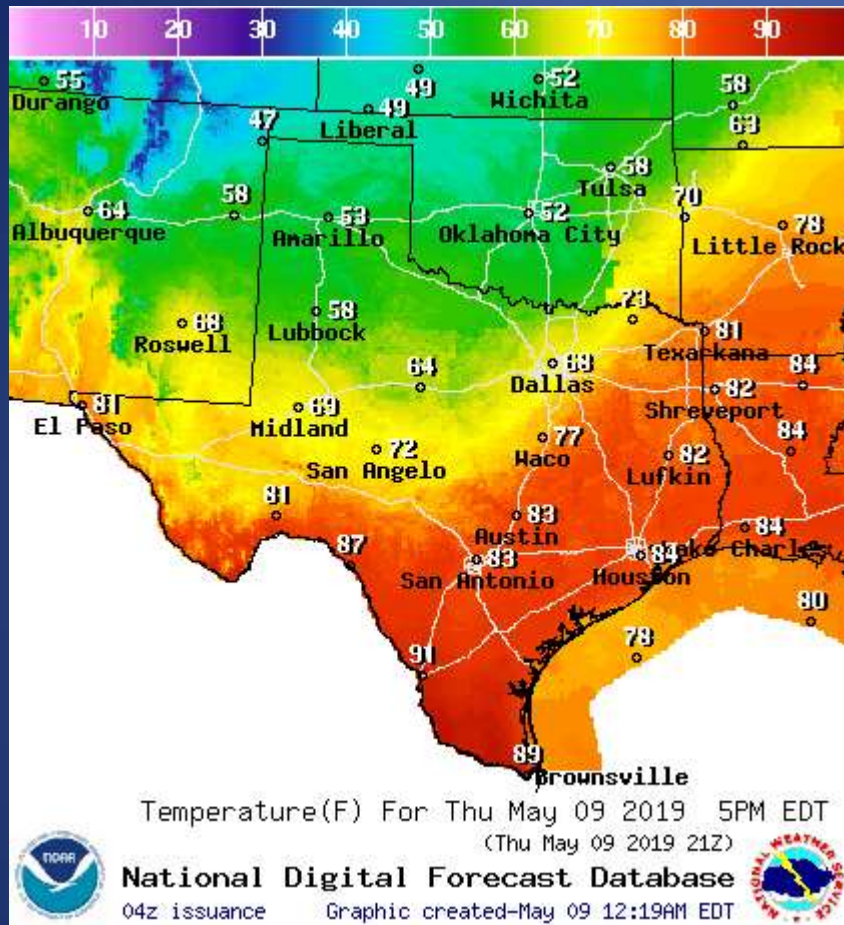 10 20 30 40 50 60 70 80 90
55
Durango
49
49
Liberal
52
Wichita
58
63
47
58
Tulsa
64
Albuquerque
58
53
Amarillo
52
Oklahoma City
70
78
Little Rock
68
Roswell
58
Lubbock
73
81
Texarkana
64
68
Dallas
84
82
Shreveport
81
El Paso
69
Midland
72
San Angelo
77
Waco
82
Lufkin
84
81
83
Austin
84
Lake Charles
87
83
San Antonio
84
Houston
80
78
91
89
Brownsville
Temperature(F) For Thu May 09 2019 5PM EDT
(Thu May 09 2019 21Z)
National Digital Forecast Database
04z issuance Graphic created-May 09 12:19AM EDT
NOAA
NATIONAL WEATHER SERVICE